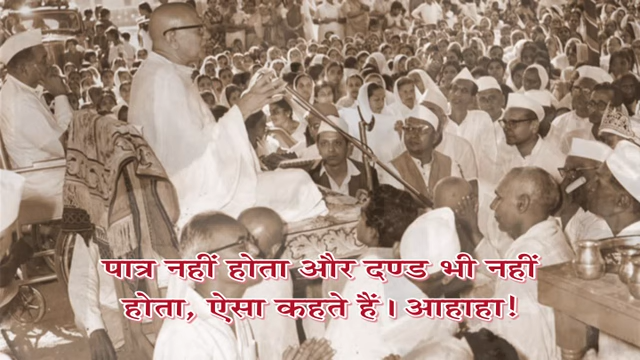 पात्र नहीं होता और दण्ड भी नहीं
होता, ऐसा कहते हैं। आहाहा!